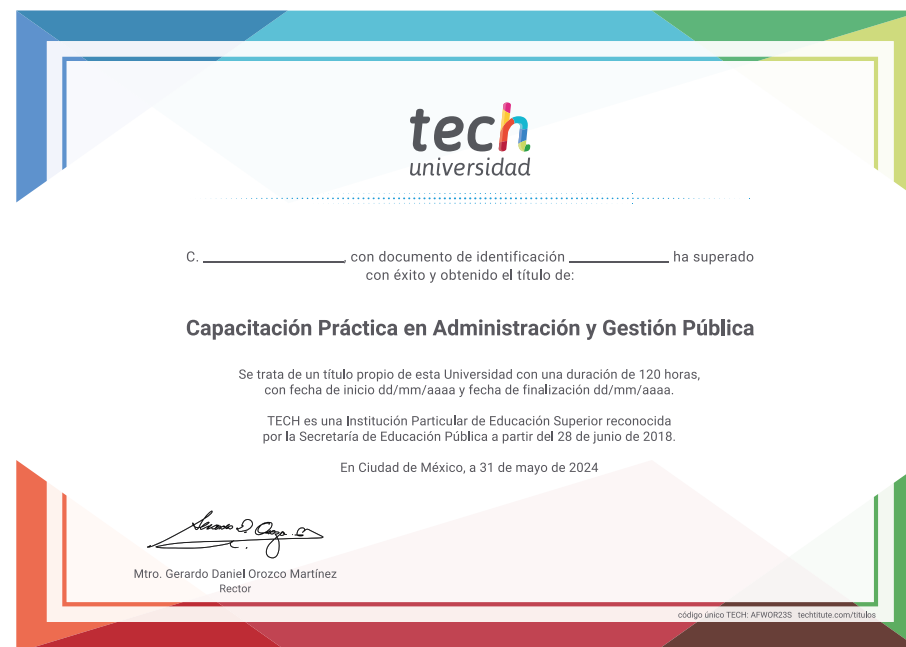 tech
universidad
C. ____________, con documento de identificación ____________ ha superado
con éxito y obtenido el título de:
Capacitación Práctica en Administración y Gestión Pública
Se trata de un título propio de esta Universidad con una duración de 120 horas,
con fecha de inicio dd/mm/aaaa y fecha de finalización dd/mm/aaaa.
TECH es una Institución Particular de Educación Superior reconocida
por la Secretaría de Educación Pública a partir del 28 de junio de 2018.
En Ciudad de México, a 31 de mayo de 2024
Mtro. Gerardo Daniel Orozco Martínez
Rector
código único TECH: AFWOR23S techtitute.com/titulos